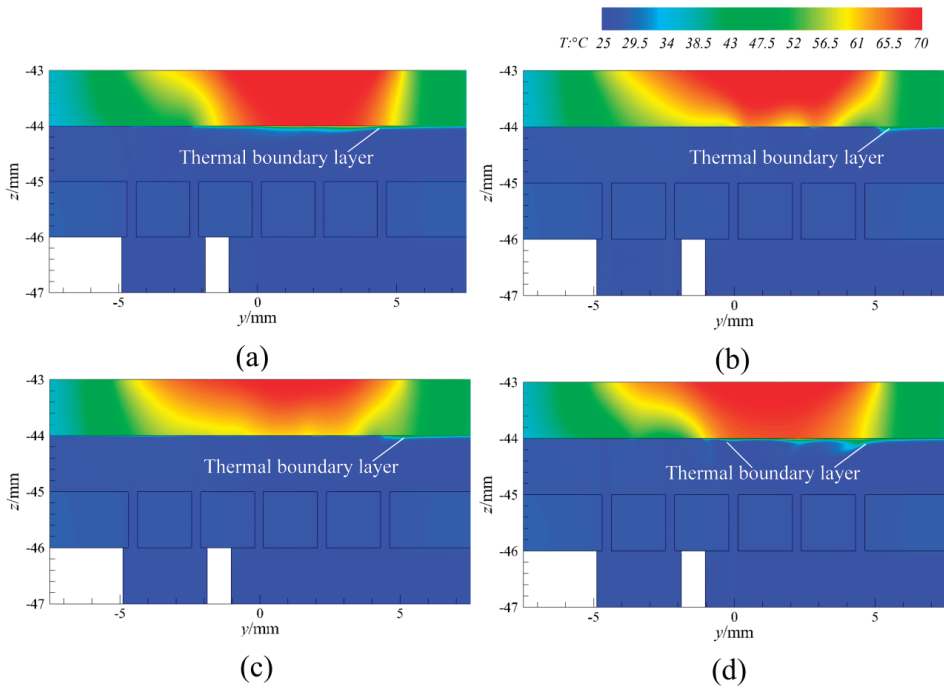 T:°C 25 29.5 34 38.5 43 47.5 52 56.5 61 65.5 70
-43
-44
Thermal boundary layer
-45
z/mm
-46
-47
-5 0 5
y/mm
(a)
-43
-44
Thermal boundary layer
-45
z/mm
-46
-47
-5 0 5
y/mm
(b)
-43
-44
Thermal boundary layer
-45
z/mm
-46
-47
-5 0 5
y/mm
(c)
-43
-44
Thermal boundary layer
-45
z/mm
-46
-47
-5 0 5
y/mm
(d)